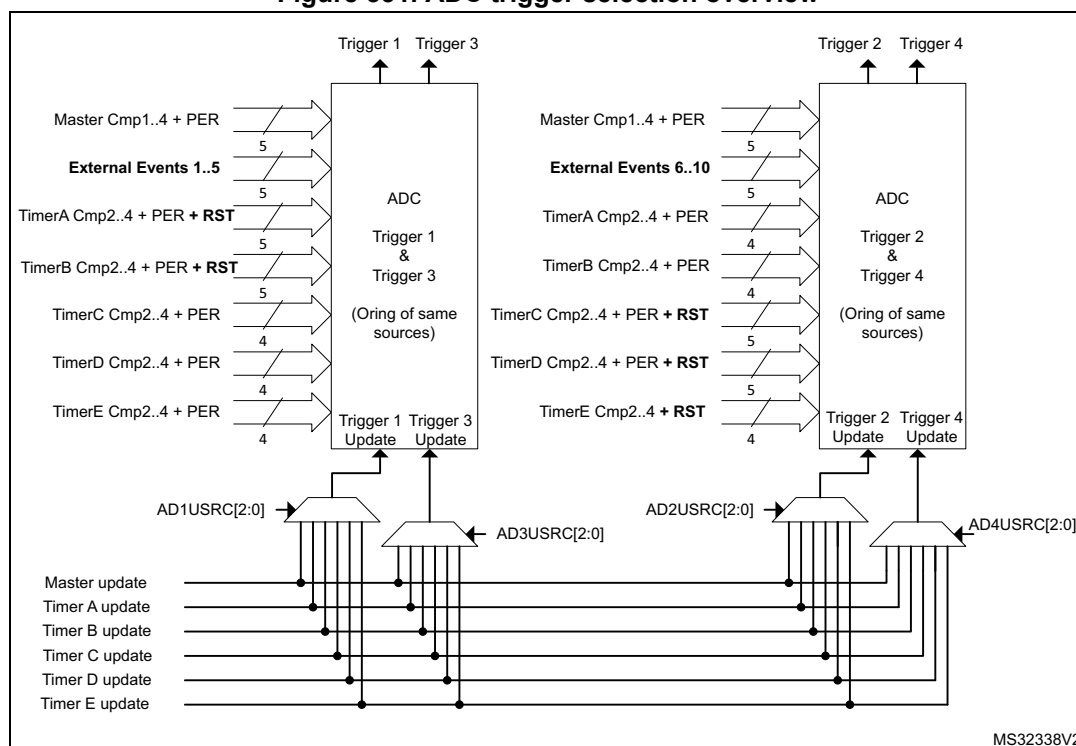 Trigger 1 Trigger 3
Master Cmp1..4 + PER
5
External Events 1..5
5
TimerA Cmp2..4 + PER + RST
5
TimerB Cmp2..4 + PER + RST
5
TimerC Cmp2..4 + PER
4
TimerD Cmp2..4 + PER
4
TimerE Cmp2..4 + PER
4
ADC
Trigger 1
&
Trigger 3
(Oring of same
sources)
Trigger 1 Trigger 3
Update Update
AD1USRC[2:0]
AD3USRC[2:0]
Trigger 2 Trigger 4
Master Cmp1..4 + PER
5
External Events 6..10
5
TimerA Cmp2..4 + PER
4
TimerB Cmp2..4 + PER
4
TimerC Cmp2..4 + PER + RST
5
TimerD Cmp2..4 + PER + RST
5
TimerE Cmp2..4 + RST
4
ADC
Trigger 2
&
Trigger 4
(Oring of same
sources)
Trigger 2 Trigger 4
Update Update
AD2USRC[2:0]
AD4USRC[2:0]
Master update
Timer A update
Timer B update
Timer C update
Timer D update
Timer E update
MS32338V2